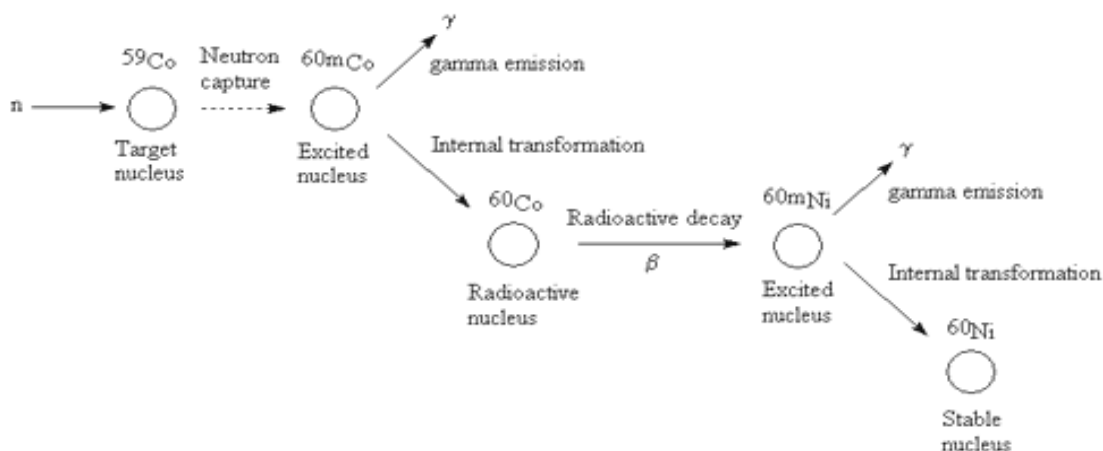 γ
59Co
Neutron
capture
60mCo
gamma emission
n
Target
nucleus
Excited
nucleus
Internal transformation
γ
60Co
Radioactive decay
β
60mNi
gamma emission
Radioactive
nucleus
Excited
nucleus
Internal transformation
60Ni
Stable
nucleus